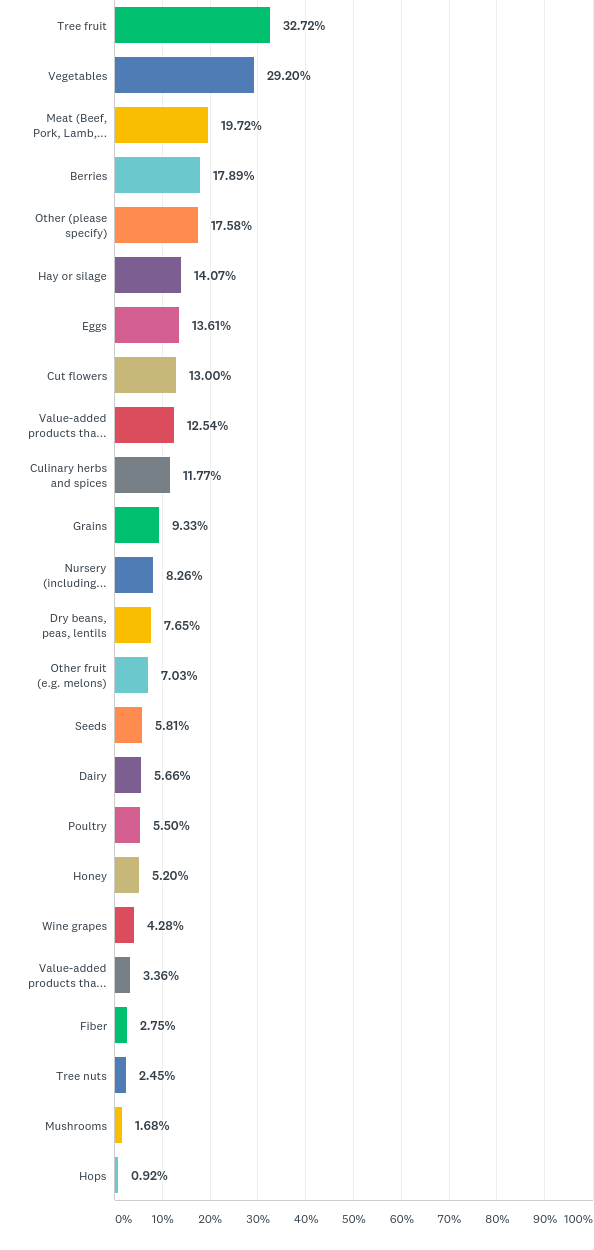 Tree fruit
32.72%
Vegetables
29.20%
Meat (Beef,
Pork, Lamb,...
19.72%
Berries
17.89%
Other (please
specify)
17.58%
Hay or silage
14.07%
Eggs
13.61%
Cut flowers
13.00%
Value-added
products tha...
12.54%
Culinary herbs
and spices
11.77%
Grains
9.33%
Nursery
(including...
8.26%
Dry beans,
peas, lentils
7.65%
Other fruit
(e.g. melons)
7.03%
Seeds
5.81%
Dairy
5.66%
Poultry
5.50%
Honey
5.20%
Wine grapes
4.28%
Value-added
products tha...
3.36%
Fiber
2.75%
Tree nuts
2.45%
Mushrooms
1.68%
Hops
0.92%
0% 10% 20% 30% 40% 50% 60% 70% 80% 90% 100%